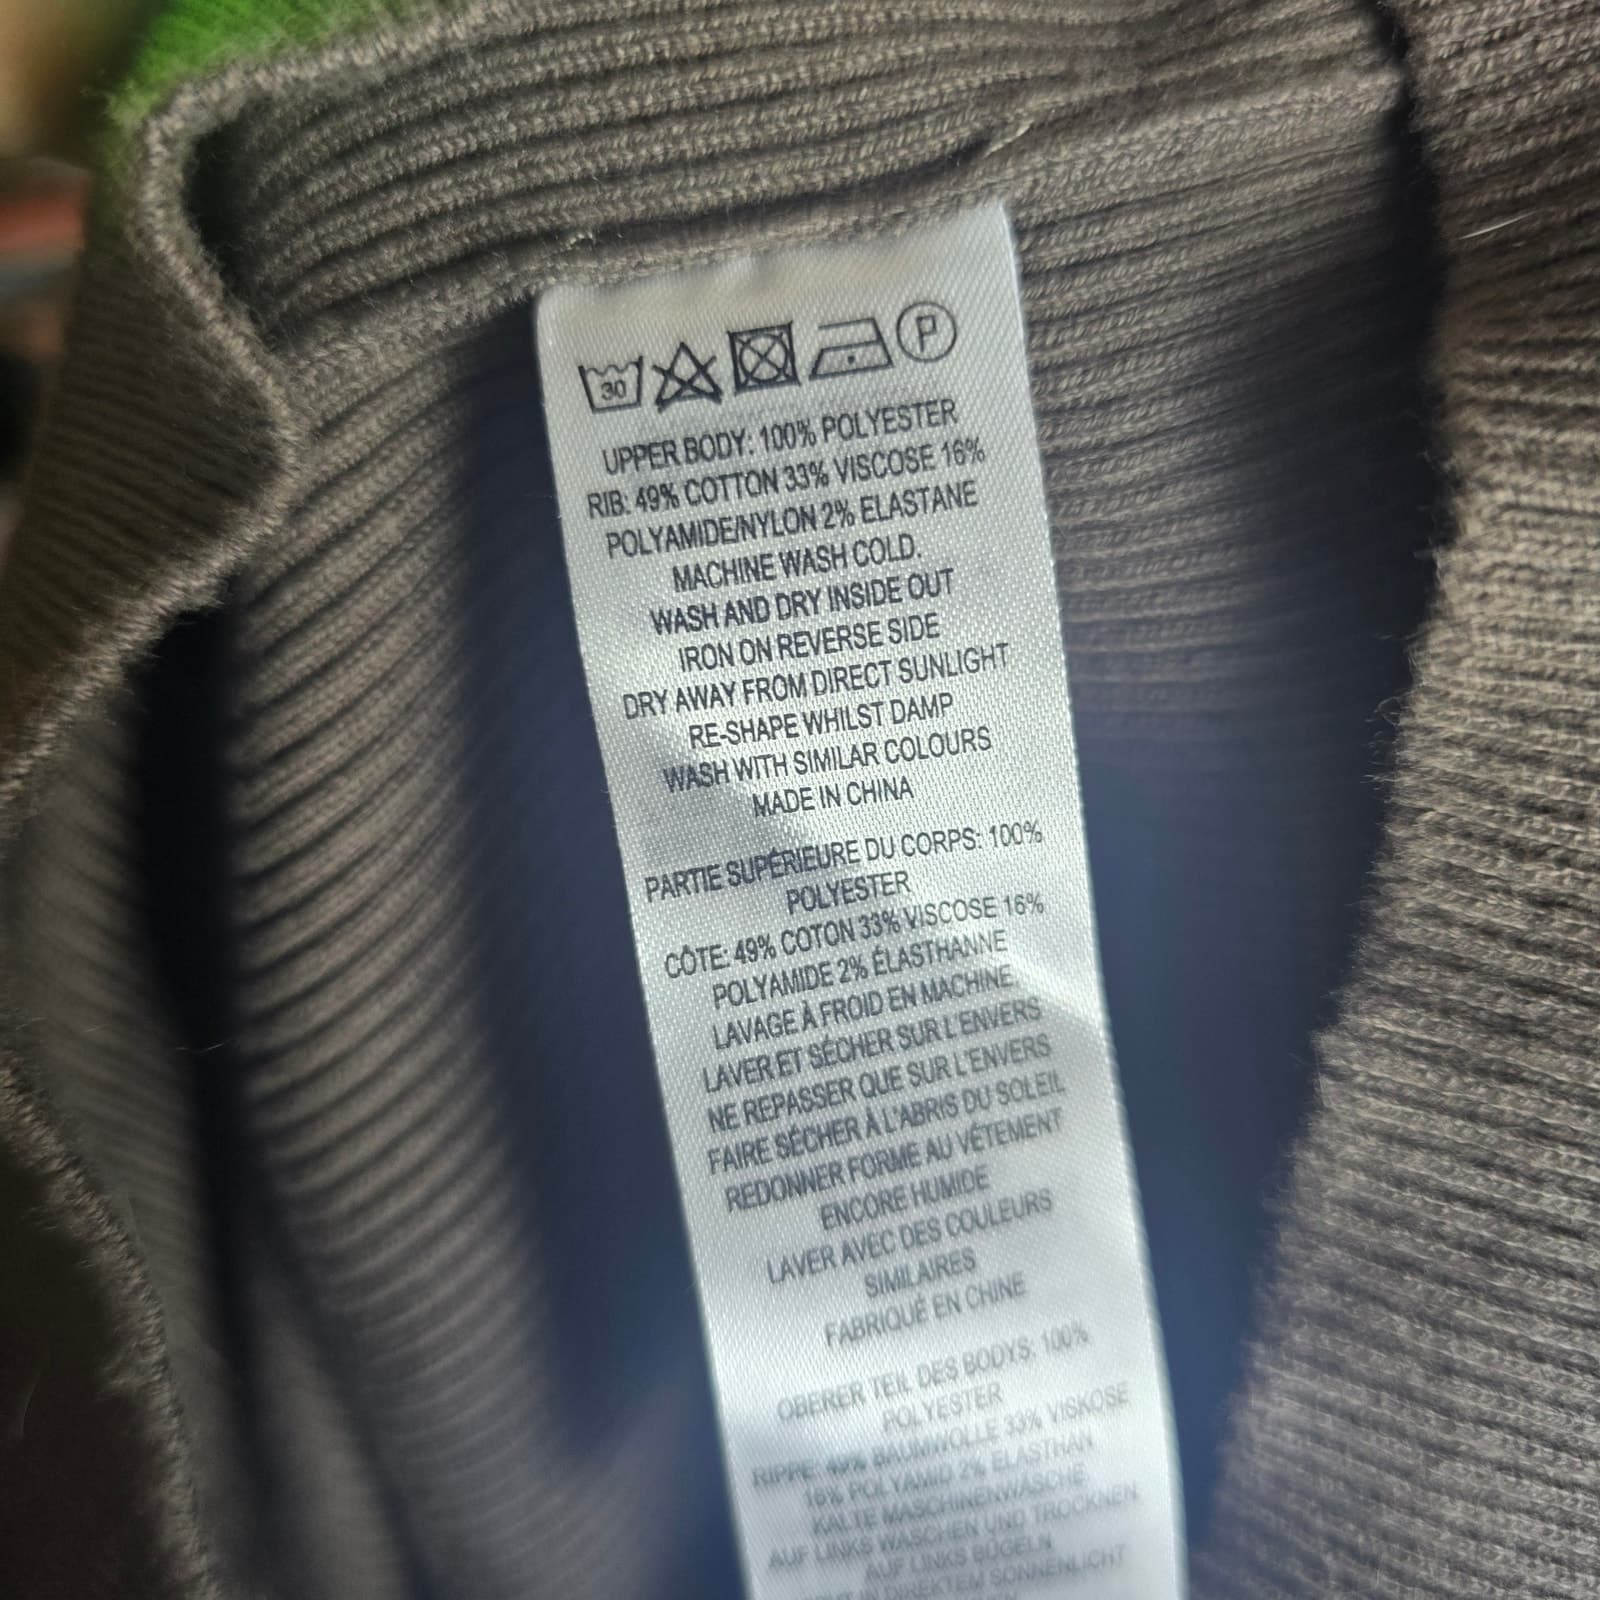 30
P
UPPER BODY: 100% POLYESTER
RIB: 49% COTTON 33% VISCOSE 16%
POLYAMIDE/NYLON 2% ELASTANE
MACHINE WASH COLD.
WASH AND DRY INSIDE OUT
IRON ON REVERSE SIDE
DRY AWAY FROM DIRECT SUNLIGHT
RE-SHAPE WHILST DAMP
WASH WITH SIMILAR COLOURS
MADE IN CHINA
PARTIE SUPÉRIEURE DU CORPS: 100%
POLYESTER
CÔTE: 49% COTON 33% VISCOSE 16%
POLYAMIDE 2% ÉLASTHANNE
LAVAGE À FROID EN MACHINE
LAVER ET SÉCHER SUR L'ENVERS
NE REPASSER QUE SUR L'ENVERS
FAIRE SÉCHER À L'ABRIS DU SOLEIL
REDONNER FORME AU VÉTEMENT
ENCORE HUMIDE
LAVER AVEC DES COULEURS
SIMILAIRES
FABRIQUÉ EN CHINE
OBERER TEIL DES BODYS: 100%
POLYESTER
RIPPE: 49% BAUMWOLLE 33% VISKOSE
16% POLYAMID 2% ELASTHAN
KALTE MASCHINENWÄSCHE
AUF LINKS WASCHEN UND TROCKNEN
AUF LINKS BÜGELN
IN DIREKTEM SONNENLICHT